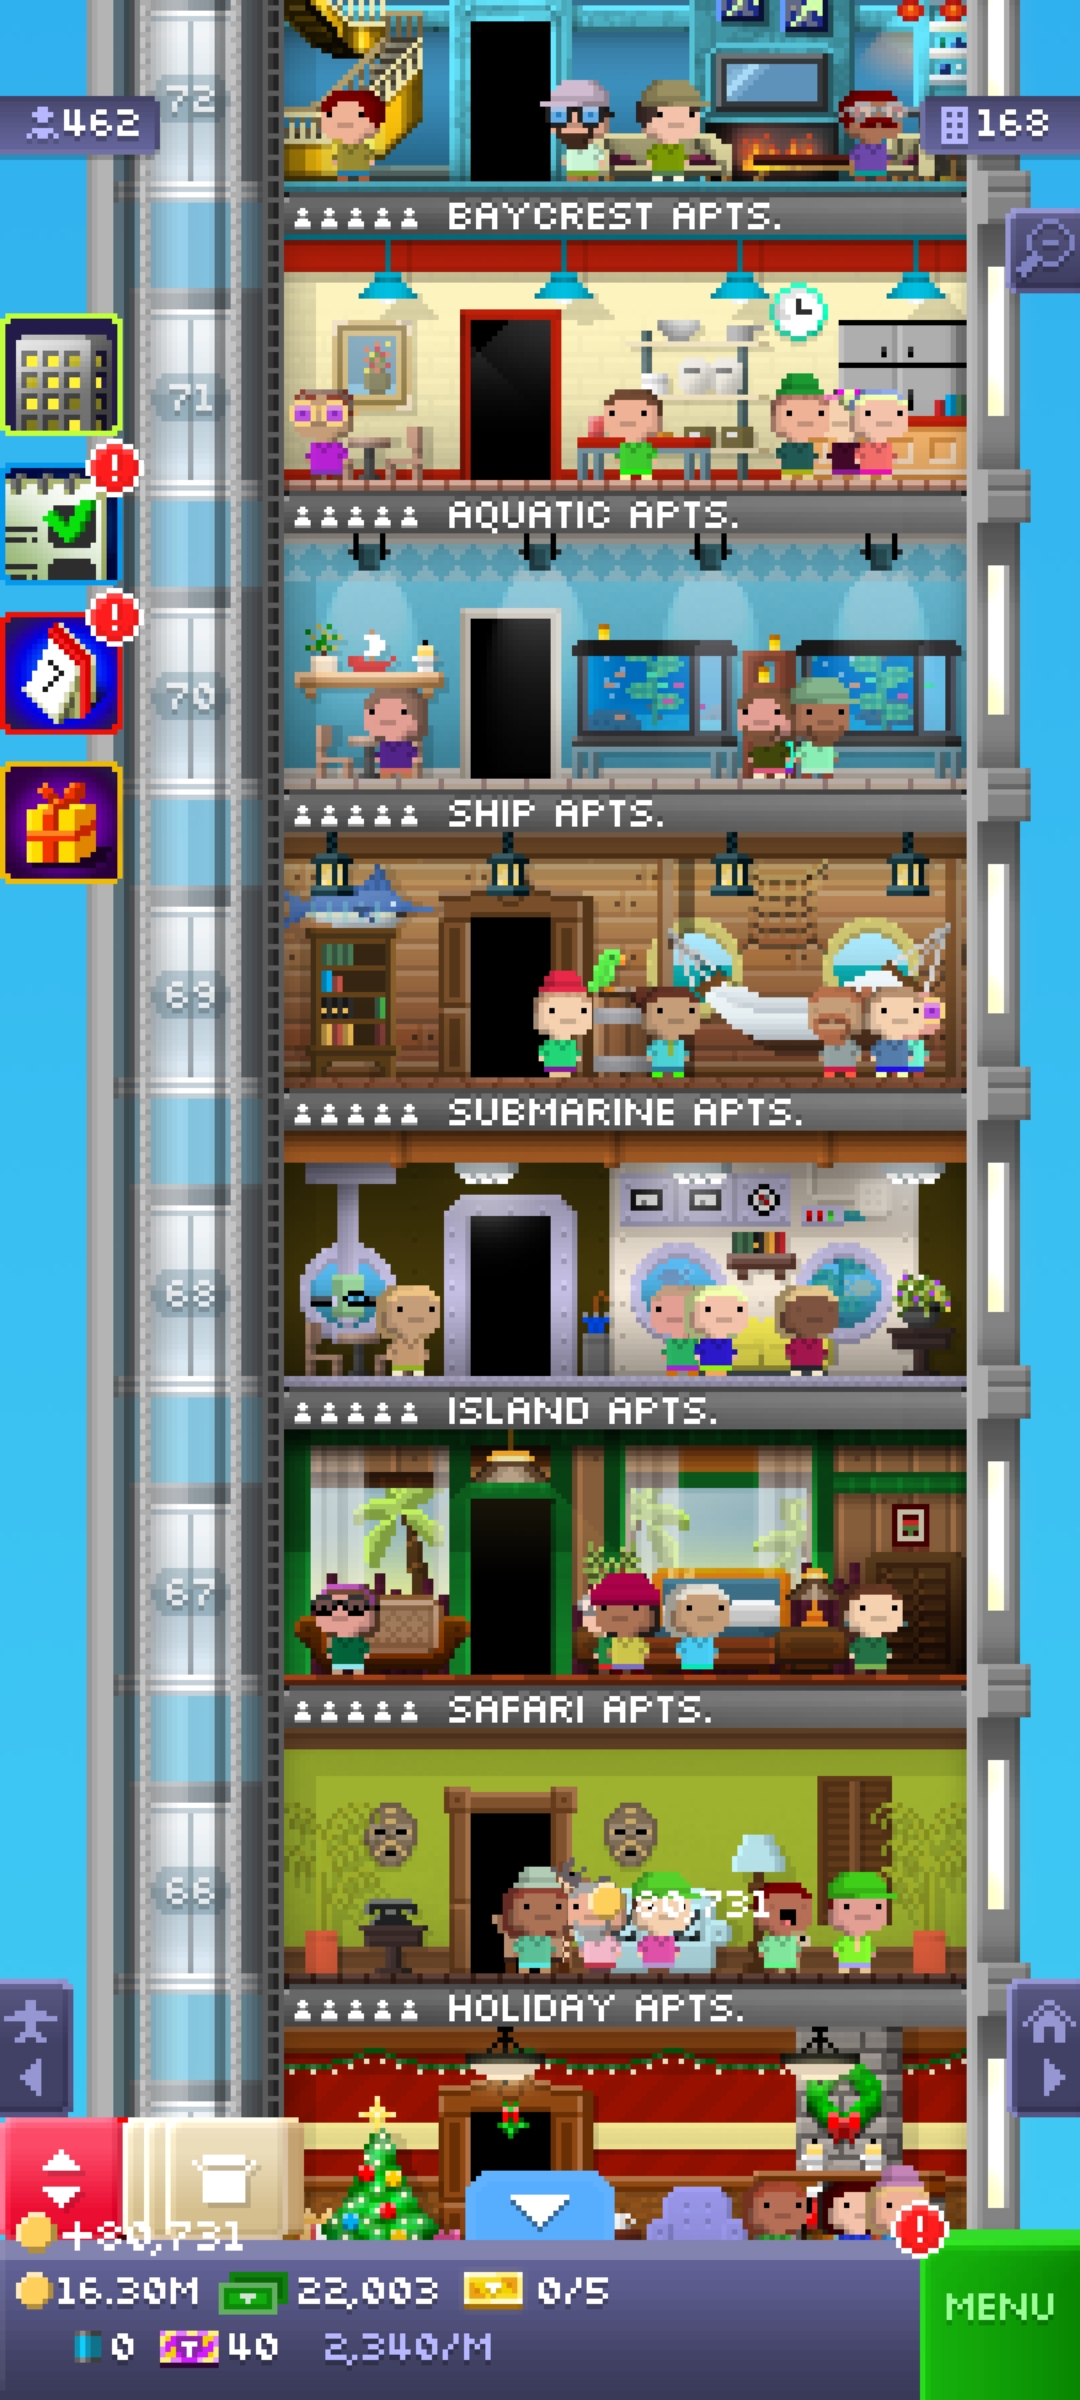 72
462
168
BAYCREST APTS.
71
AQUATIC APTS.
70
SHIP APTS.
69
SUBMARINE APTS.
68
ISLAND APTS.
67
SAFARI APTS.
66
80,731
HOLIDAY APTS.
+80,731
16.30M 22,003 0/5
MENU
0 T 40 2,340/M